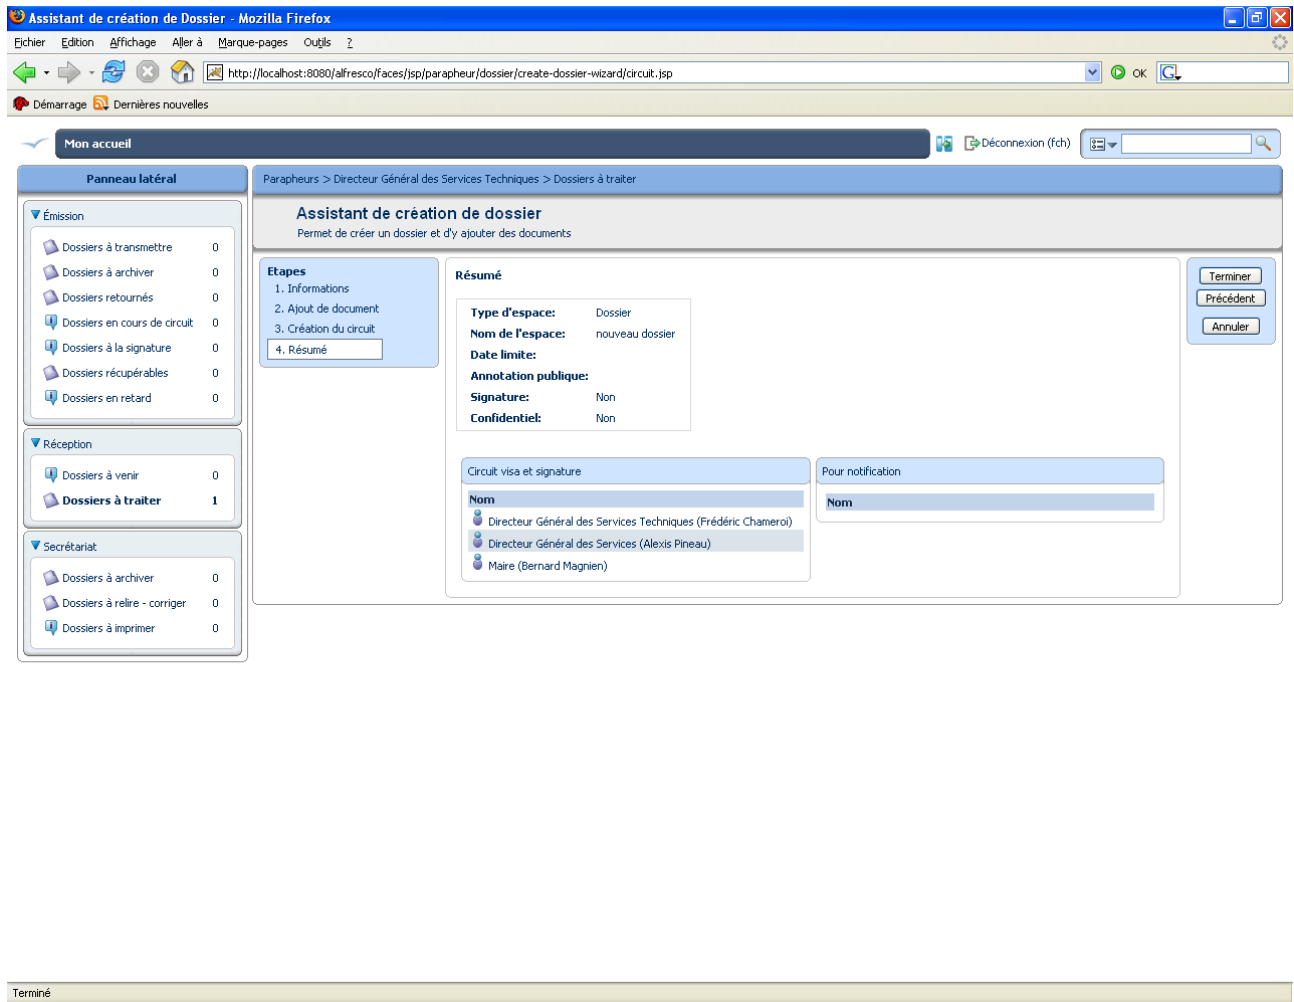 Assistant de création de Dossier - Mozilla Firefox
Eichier Edition Affichage Aller à Marque-pages Outils ?
http://localhost:8080/alfresco/faces/jsp/parapheur/dossier/create-dossier-wizard/circuit.jsp OK G
Démarrage Dernières nouvelles
Mon accueil Déconnexion (fch)
Panneau latéral
Parapheurs > Directeur Général des Services Techniques > Dossiers à traiter
Assistant de création de dossier
Permet de créer un dossier et d'y ajouter des documents
Émission
Dossiers à transmettre 0
Dossiers à archiver 0
Dossiers retournés 0
Dossiers en cours de circuit 0
Dossiers à la signature 0
Dossiers récupérables 0
Dossiers en retard 0
Réception
Dossiers à venir 0
Dossiers à traiter 1
Secrétariat
Dossiers à archiver 0
Dossiers à relire - corriger 0
Dossiers à imprimer 0
Etapes
1. Informations
2. Ajout de document
3. Création du circuit
4. Résumé
Résumé
Type d'espace: Dossier
Nom de l'espace: nouveau dossier
Date limite:
Annotation publique:
Signature: Non
Confidentiel: Non
Circuit visa et signature
Nom
Directeur Général des Services Techniques (Frédéric Chameroi)
Directeur Général des Services (Alexis Pineau)
Maire (Bernard Magnien)
Pour notification
Nom
Terminer
Précédent
Annuler
Terminé